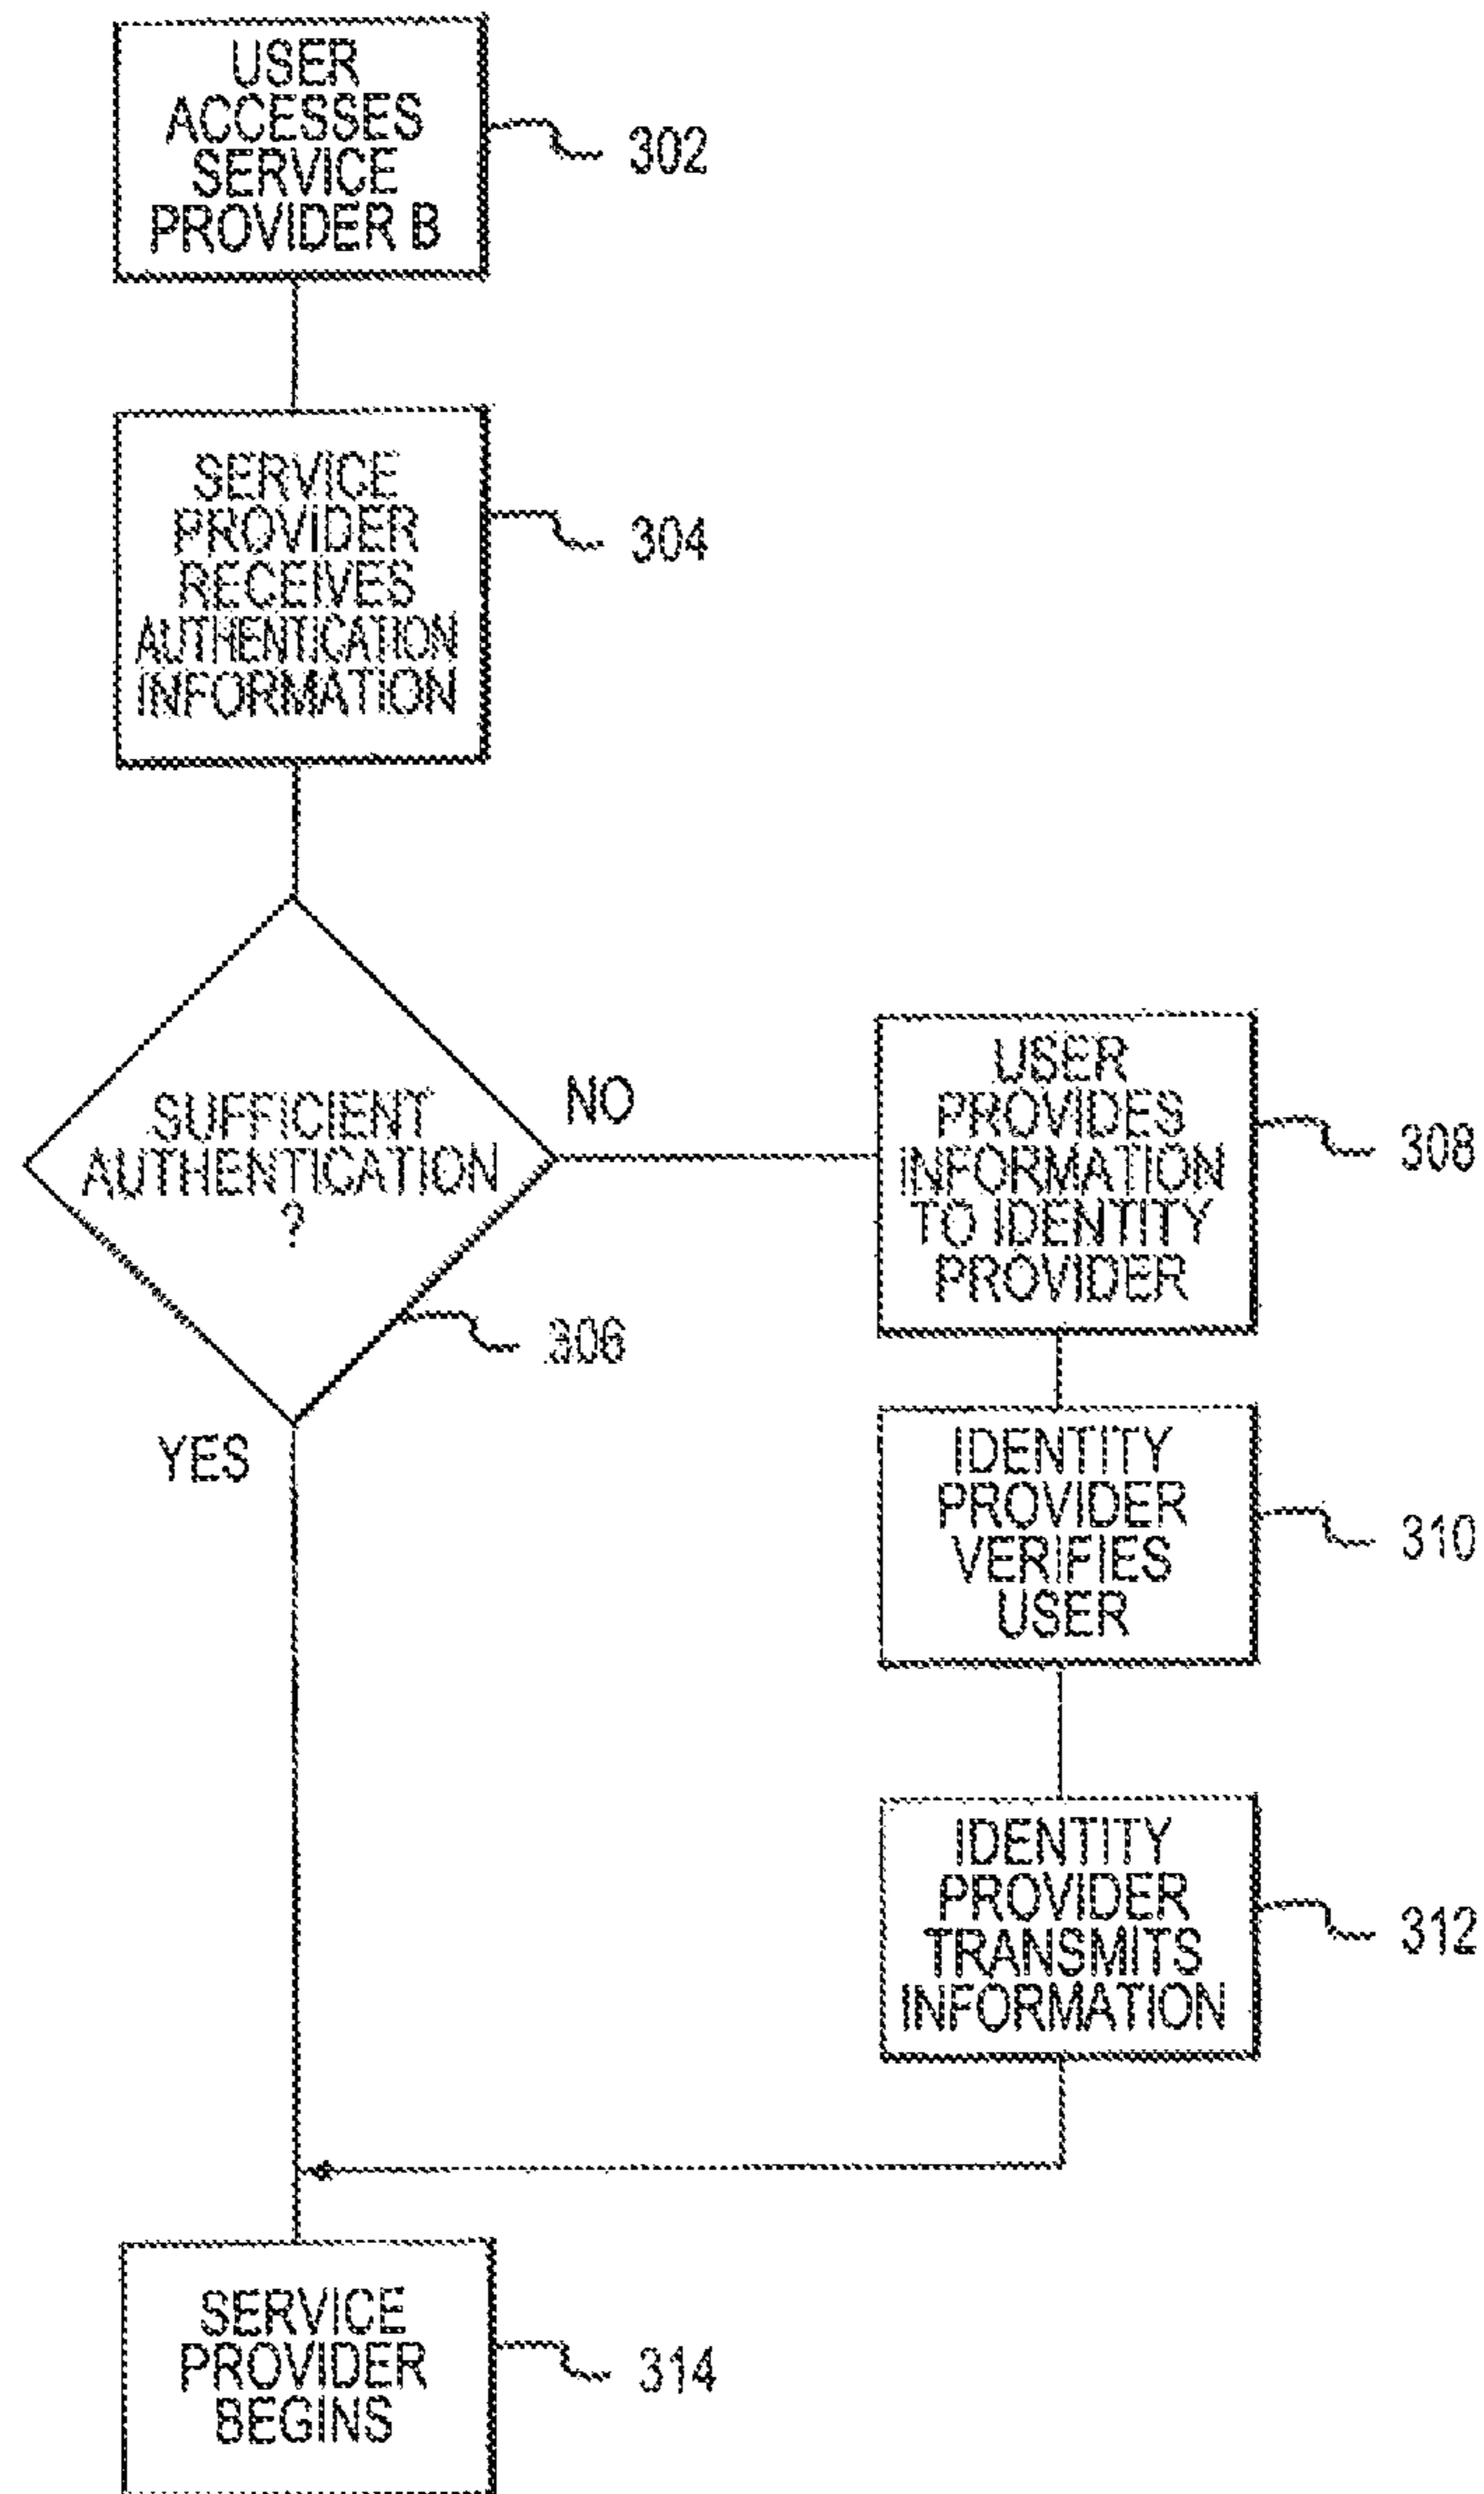 USER
ACCESSES
SERVICE
PROVIDER B
302
SERVICE
PROVIDER
RECEIVES
AUTHENTICATION
INFORMATION
304
SUFFICIENT
AUTHENTICATION
?
306
NO
YES
USER
PROVIDES
INFORMATION
TO IDENTITY
PROVIDER
308
IDENTITY
PROVIDER
VERIFIES
USER
310
IDENTITY
PROVIDER
TRANSMITS
INFORMATION
312
SERVICE
PROVIDER
BEGINS
314